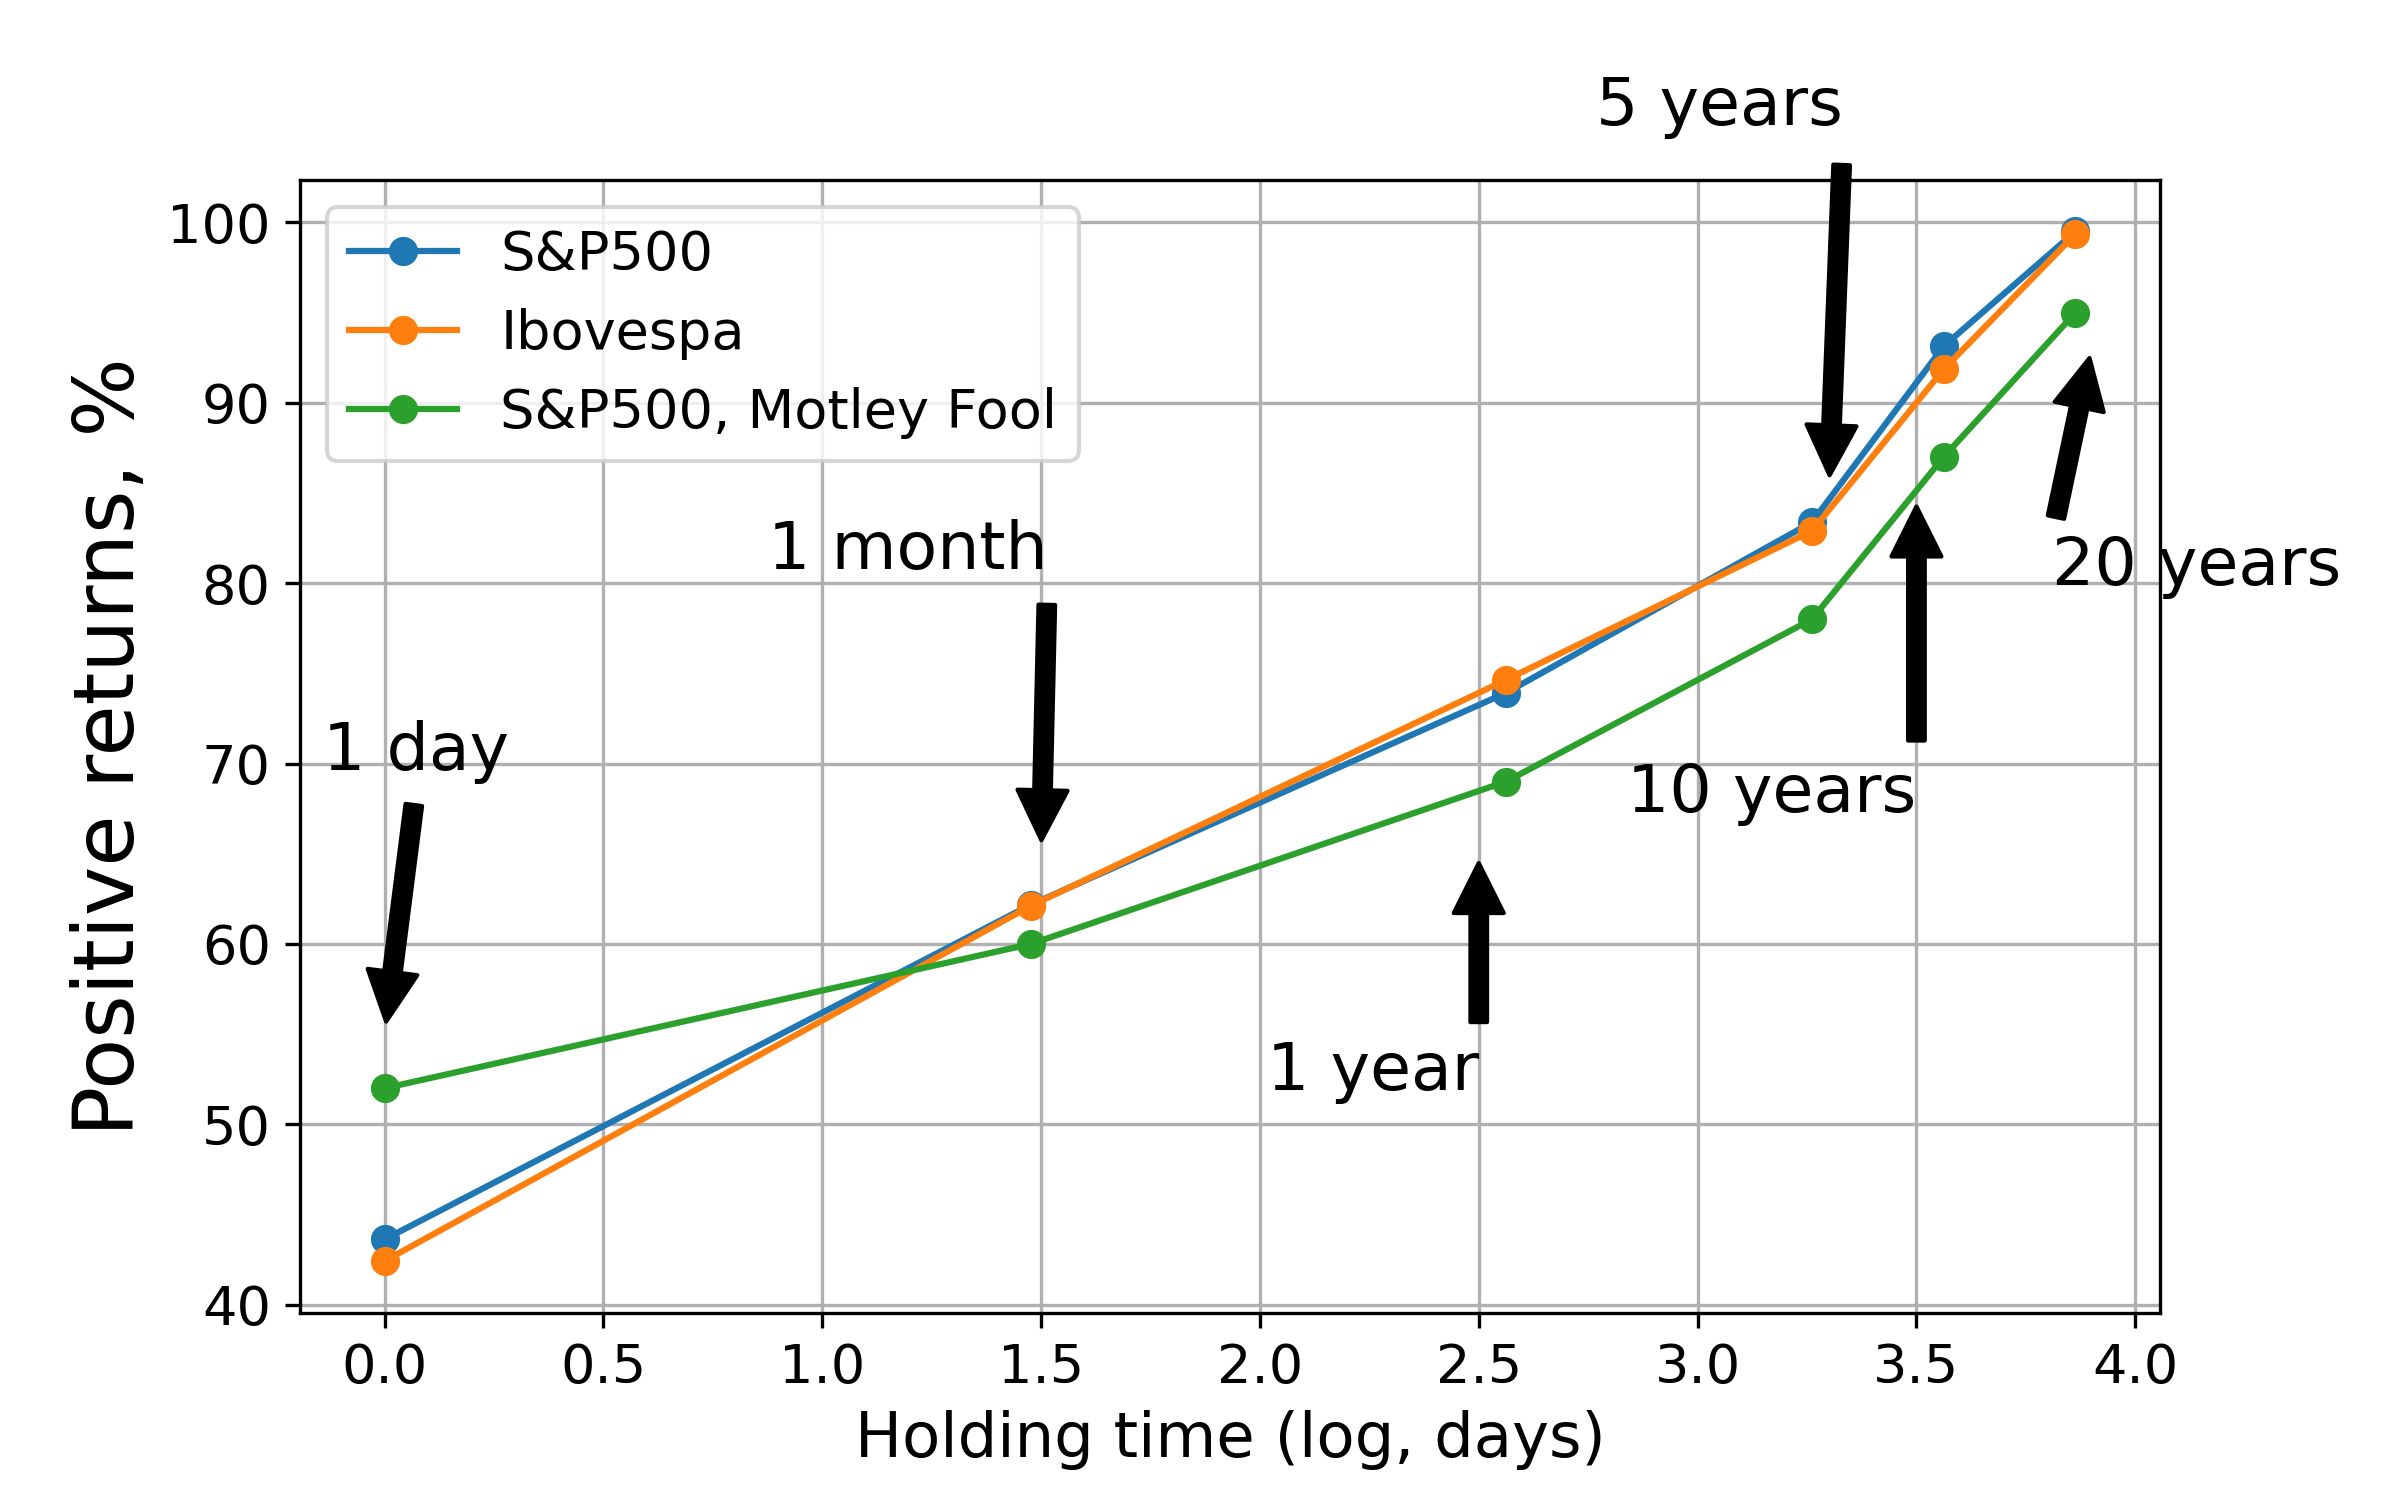 5 years
S&P500
Ibovespa
S&P500, Motley Fool
1 month
20 years
1 day
10 years
1 year
Positive returns, %
100
90
80
70
60
50
40
0.0 0.5 1.0 1.5 2.0 2.5 3.0 3.5 4.0
Holding time (log, days)